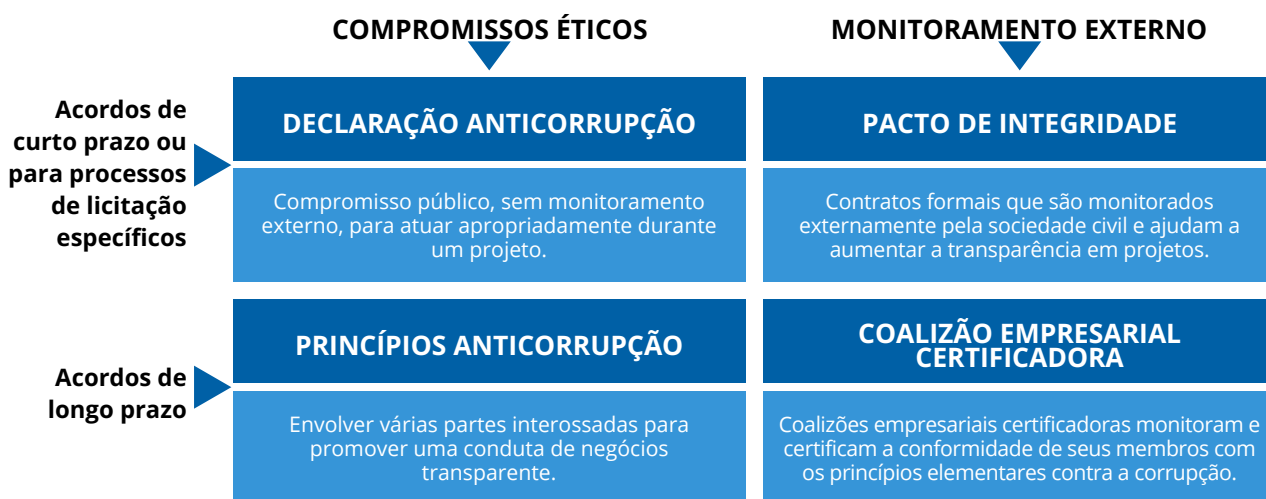 COMPROMISSOS ÉTICOS
MONITORAMENTO EXTERNO
Acordos de
curto prazo ou
para processos
de licitação
específicos
DECLARAÇÃO ANTICORRUPÇÃO
Compromisso público, sem monitoramento
externo, para atuar apropriadamente durante
um projeto.
PACTO DE INTEGRIDADE
Contratos formais que são monitorados
externamente pela sociedade civil e ajudam a
aumentar a transparência em projetos.
Acordos de
longo prazo
PRINCÍPIOS ANTICORRUPÇÃO
Envolver várias partes interossadas para
promover uma conduta de negócios
transparente.
COALIZÃO EMPRESARIAL
CERTIFICADORA
Coalizões empresariais certificadoras monitoram e
certificam a conformidade de seus membros com
os princípios elementares contra a corrupção.